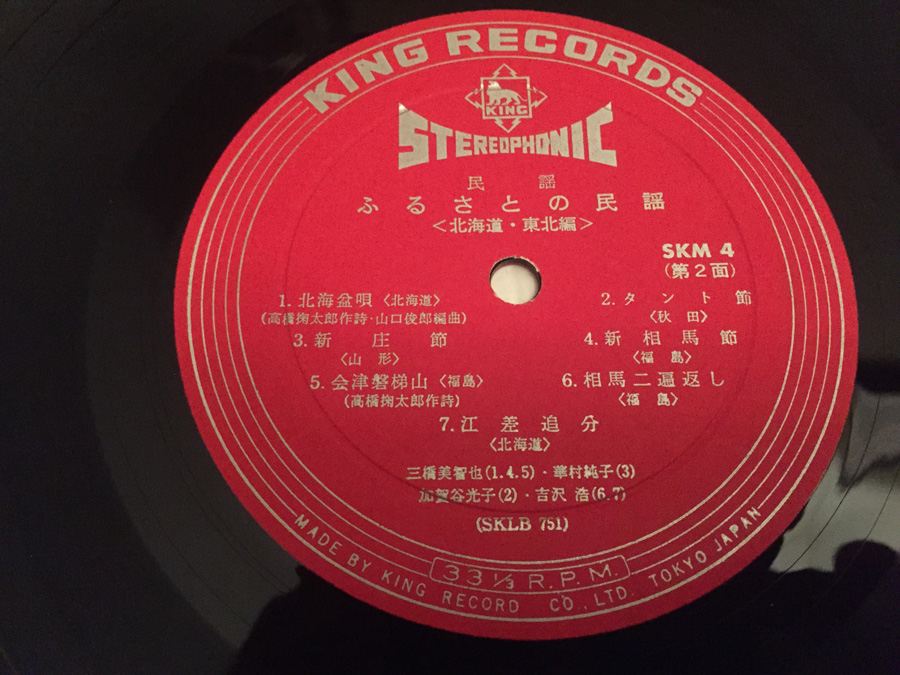 KING RECORDS
KING
STEREOPHONIC
民謡
ふるさとの民謡
<北海道・東北編>
SKM 4
(第2面)
1. 北海盆唄 〈北海道〉
(高橋掬太郎作詩・山口俊郎編曲)
2. タント節
〈秋田〉
3. 新庄節
〈山形〉
4. 新相馬節
〈福島〉
5. 会津磐梯山 〈福島〉
(高橋掬太郎作詩)
6. 相馬二遍返し
〈福島〉
7. 江差追分
〈北海道〉
三橋美智也(1.4.5)・華村純子(3)
加賀谷光子(2)・吉沢 浩(6.7)
(SKLB 751)
33 1/3 R.P.M.
MADE BY KING RECORD CO., LTD. TOKYO JAPAN